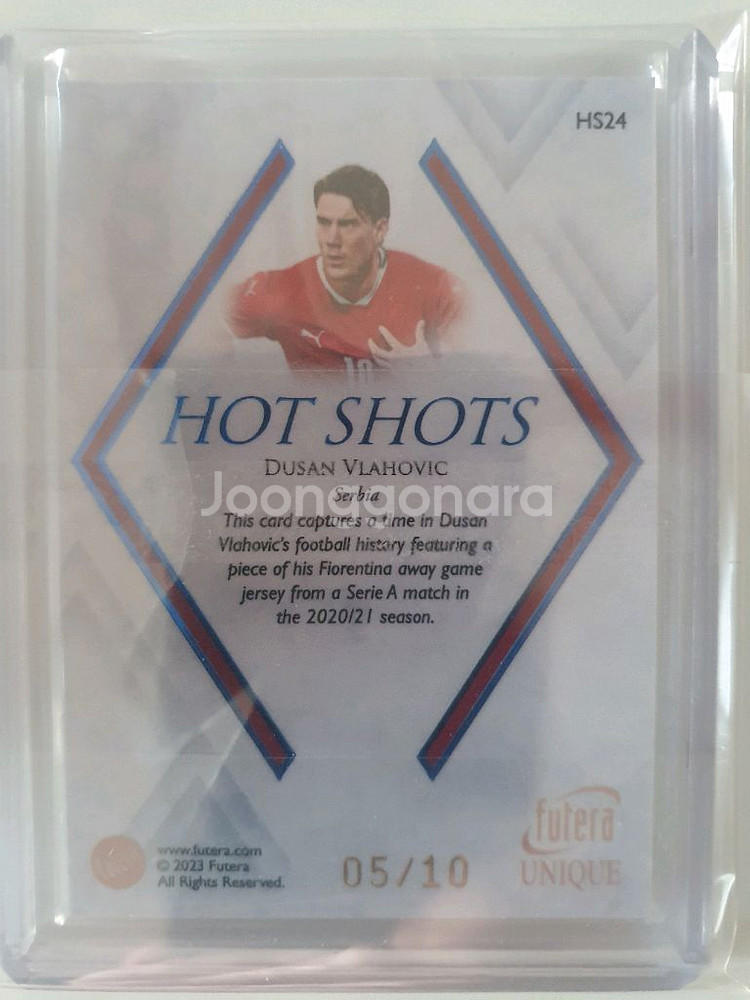 HS24
10
HOT SHOTS
DUSAN VLAHOVIC
Serbia
Joonggonara
This card captures a time in Dusan
Vlahovic's football history featuring a
piece of his Fiorentina away game
jersey from a Serie A match in
the 2020/21 season.
www.futera.com
© 2023 Futera
All Rights Reserved.
05/10
futera
UNIQUE